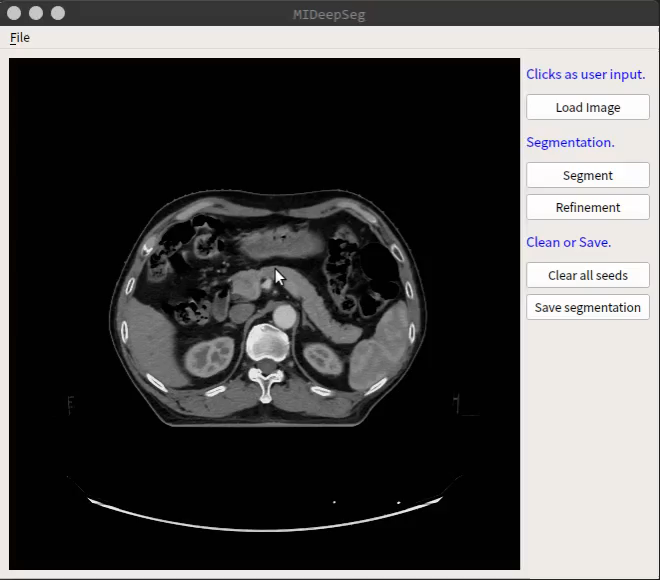 MIDeepSeg
File
Clicks as user input.
Load Image
Segmentation.
Segment
Refinement
Clean or Save.
Clear all seeds
Save segmentation